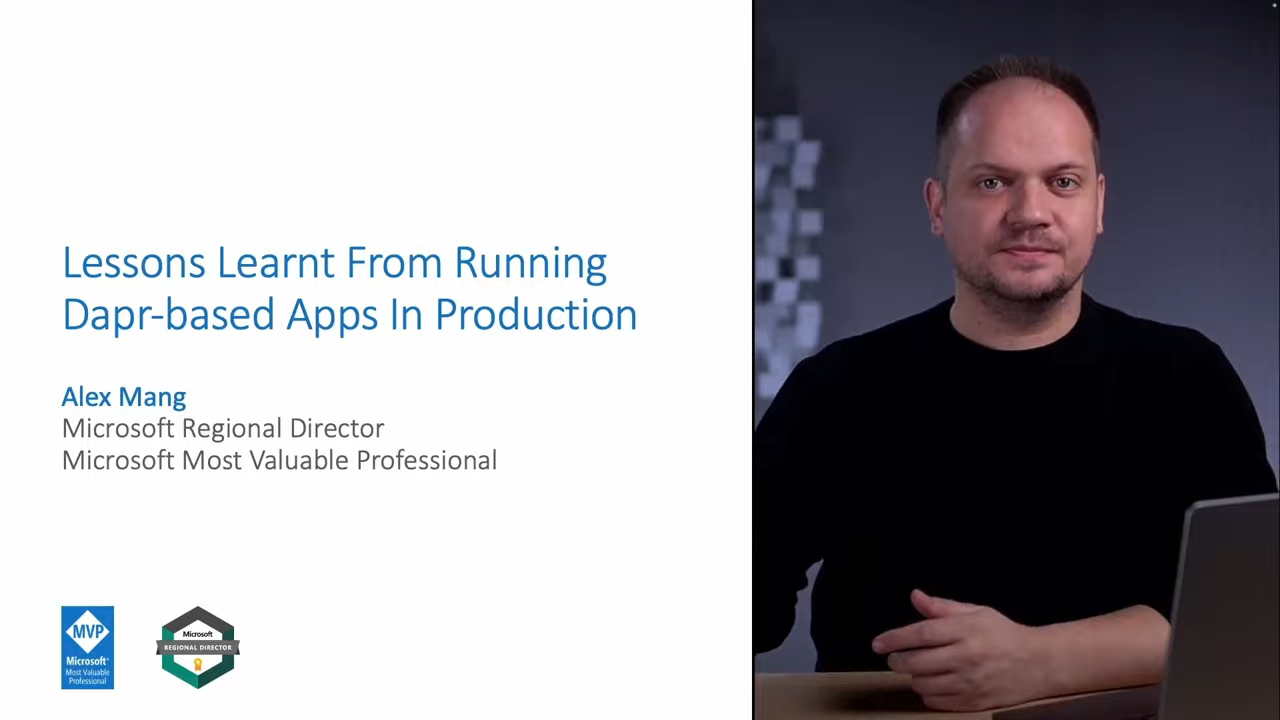 Lessons Learnt From Running
Dapr-based Apps In Production
Alex Mang
Microsoft Regional Director
Microsoft Most Valuable Professional
MVP
Microsoft®
Most Valuable
Professional
Microsoft
REGIONAL DIRECTOR